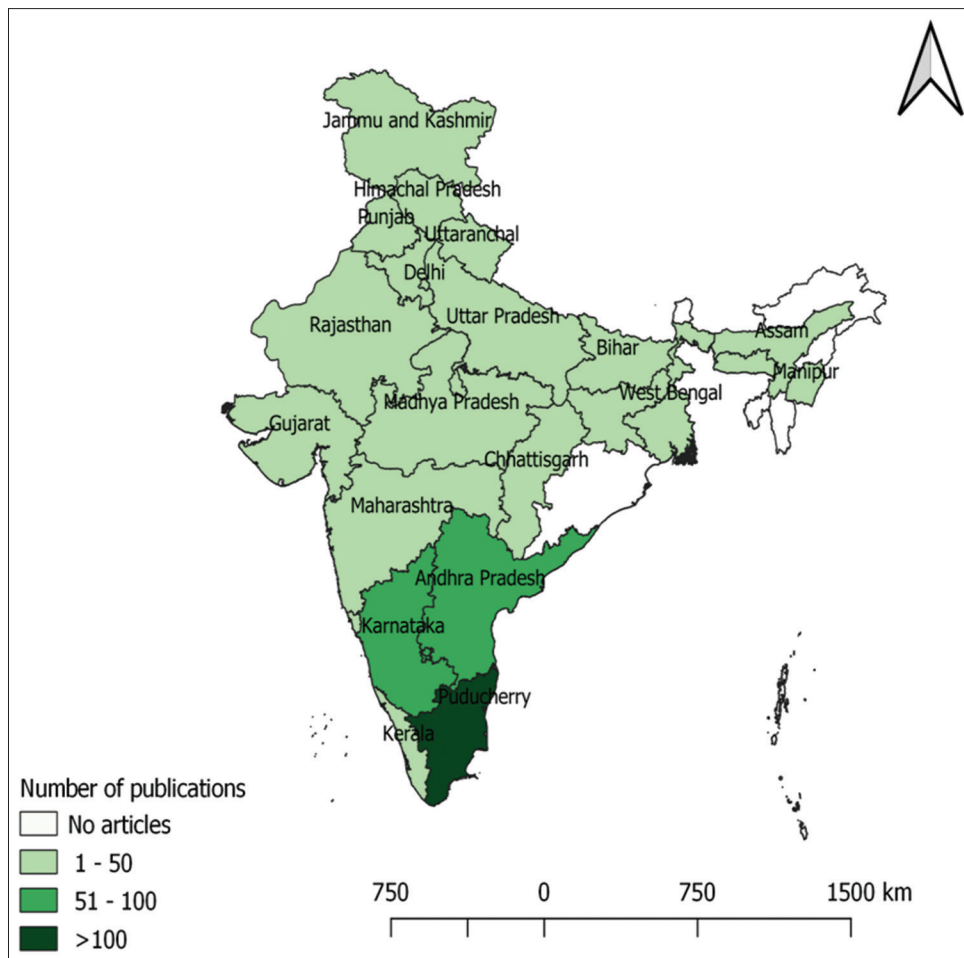 Jammu and Kashmir
Himachal Pradesh
Punjab
Uttaranchal
Delhi
Uttar Pradesh
Rajasthan
Assam
Bihar
Manipur
West Bengal
Madhya Pradesh
Gujarat
Chhattisgarh
Maharashtra
Andhra Pradesh
Karnataka
Puducherry
Kerala
Number of publications
No articles
1 - 50
51 - 100
>100
750 0 750 1500 km